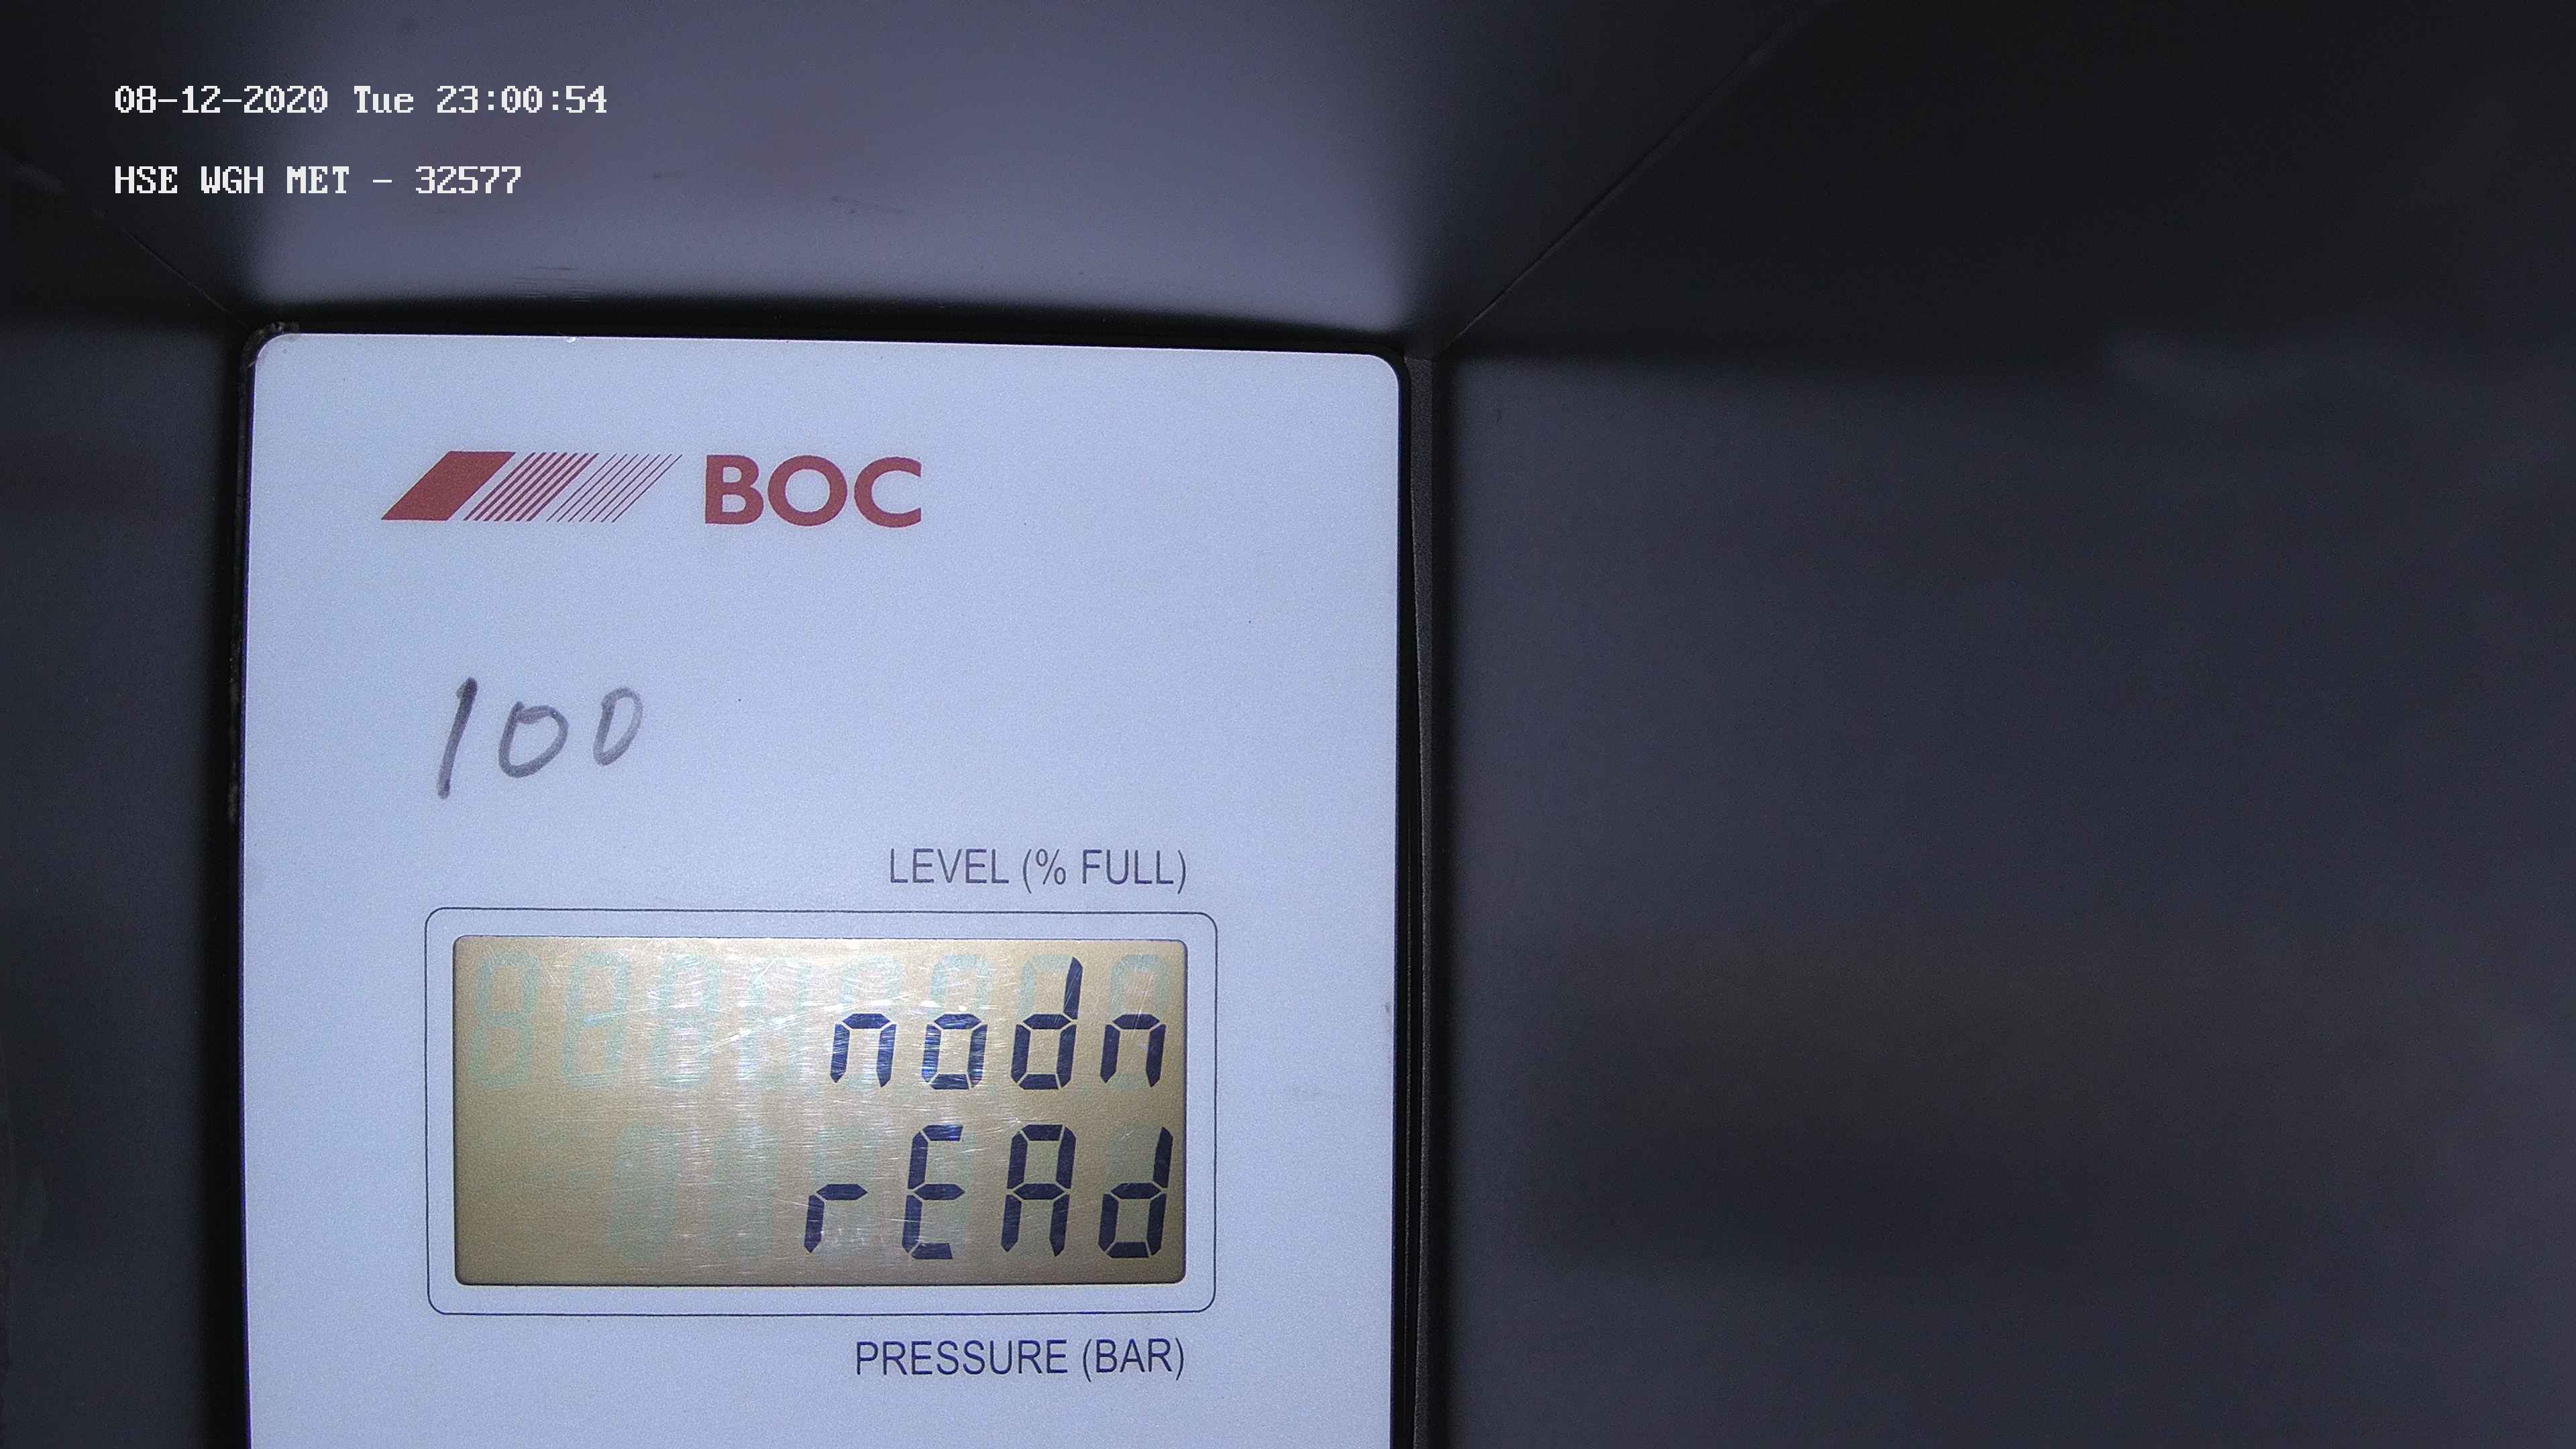 08-12-2020 Tue 23:00:54
HSE WGH MET - 32577
BOC
100
LEVEL (% FULL)
nodn
rEAd
PRESSURE (BAR)